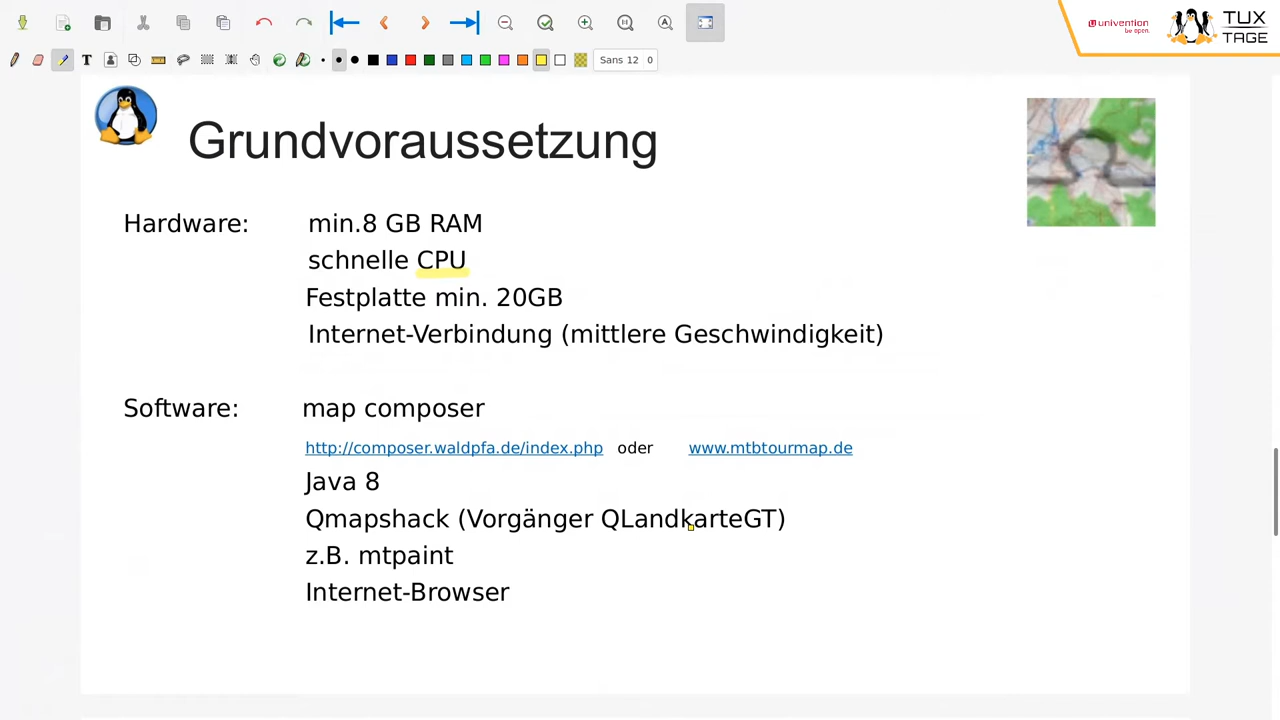 univention
be open.
TUX
TAGE
T
Sans 12 0
Grundvoraussetzung
Hardware: min.8 GB RAM
schnelle CPU
Festplatte min. 20GB
Internet-Verbindung (mittlere Geschwindigkeit)
Software: map composer
http://composer.waldpfa.de/index.php oder www.mtbtourmap.de
Java 8
Qmapshack (Vorgänger QLandkarteGT)
z.B. mtpaint
Internet-Browser